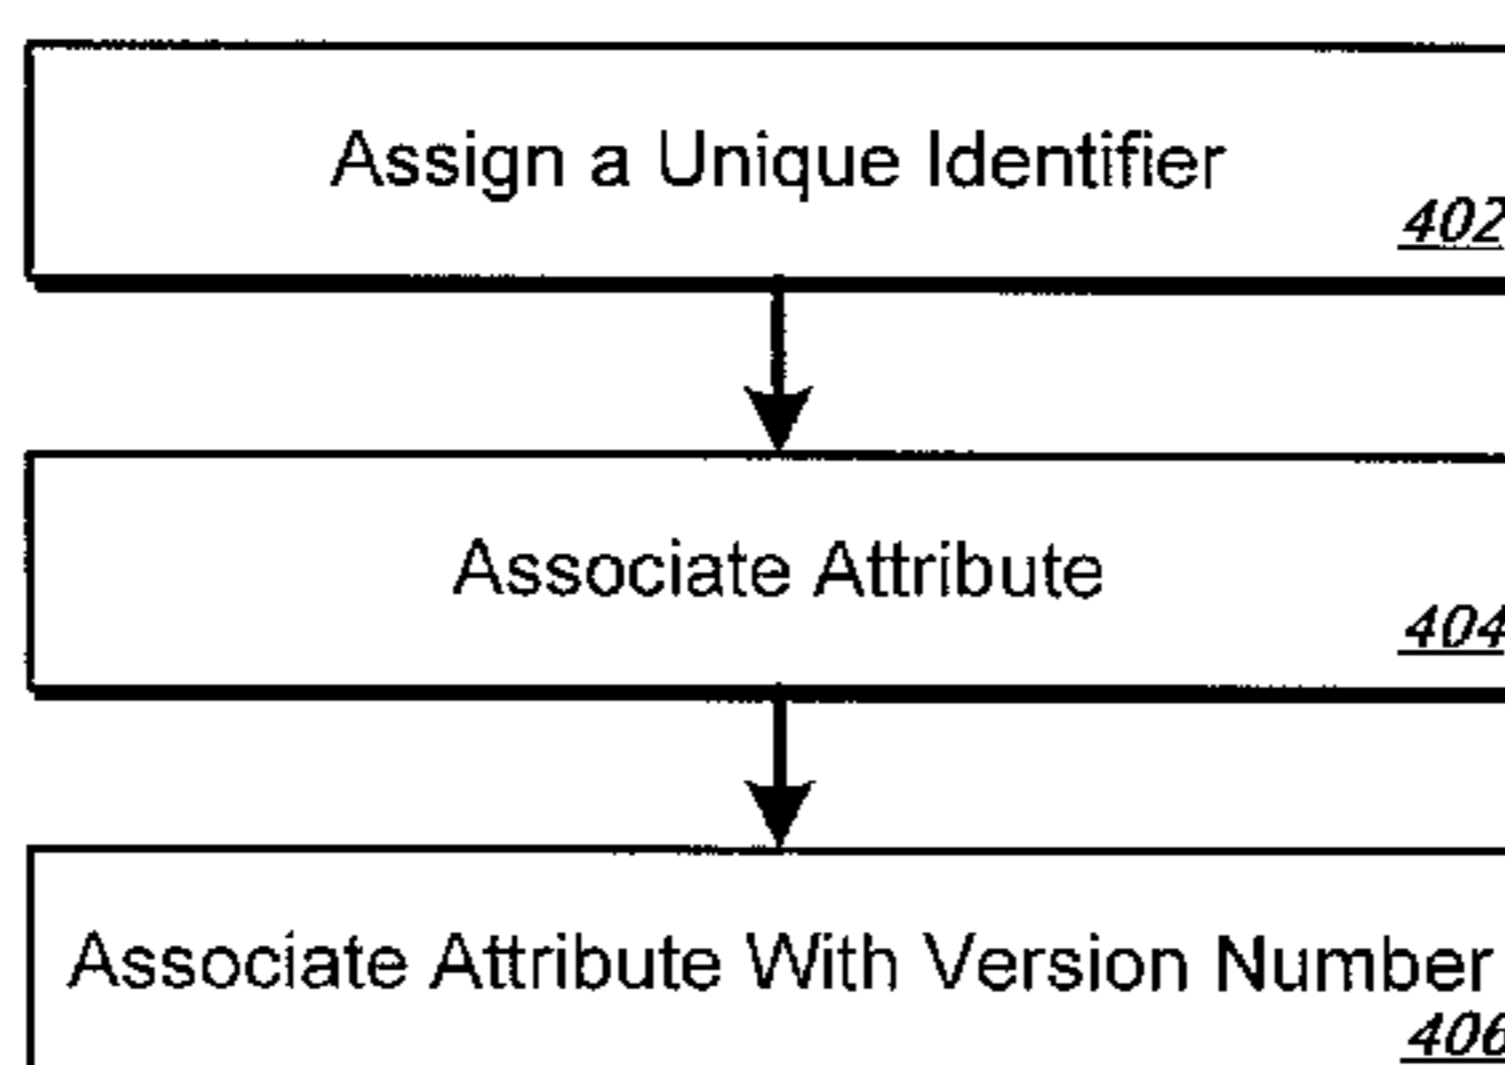 Assign a Unique Identifier
402
Associate Attribute
404
Associate Attribute With Version Number
406